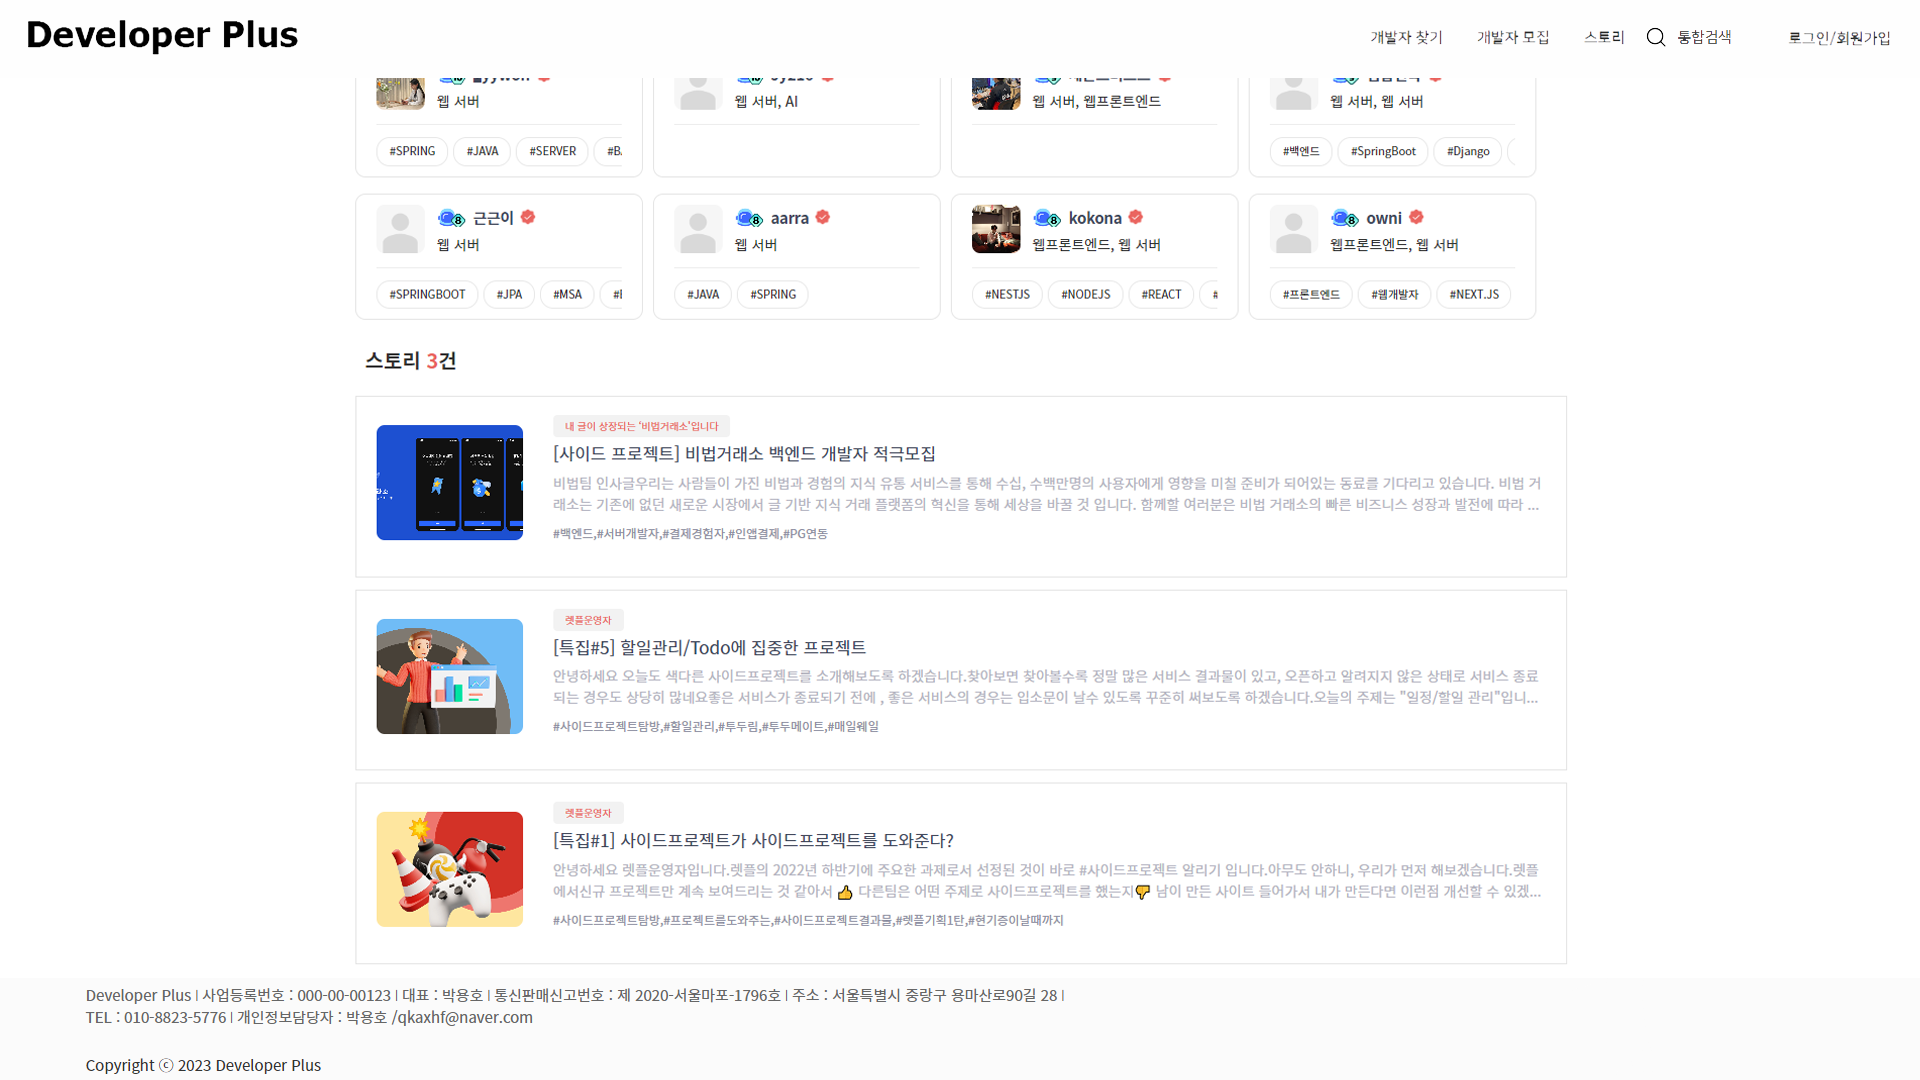 Developer Plus
개발자 찾기
개발자 모집
스토리
통합검색
로그인/회원가입
웹 서버
웹 서버, AI
웹 서버, 웹프론트엔드
웹 서버, 웹 서버
#SPRING #JAVA #SERVER
#백엔드 #SpringBoot #Django
8 근근이
웹 서버
8 aarra
웹 서버
8 kokona
웹프론트엔드, 웹 서버
8 owni
웹프론트엔드, 웹 서버
#SPRINGBOOT #JPA #MSA
#JAVA #SPRING
#NESTJS #NODEJS #REACT #
#프론트엔드 #웹개발자 #NEXT.JS
스토리 3건
내 글이 상장되는 ‘비법거래소’입니다
[사이드 프로젝트] 비법거래소 백엔드 개발자 적극모집
비법팀 인사글우리는 사람들이 가진 비법과 경험의 지식 유통 서비스를 통해 수십, 수백만명의 사용자에게 영향을 미칠 준비가 되어있는 동료를 기다리고 있습니다. 비법 거
래소는 기존에 없던 새로운 시장에서 글 기반 지식 거래 플랫폼의 혁신을 통해 세상을 바꿀 것 입니다. 함께할 여러분은 비법 거래소의 빠른 비즈니스 성장과 발전에 따라 ...
#백엔드,#서버개발자,#결제경험자,#인앱결제,#PG연동
렛플운영자
[특집#5] 할일관리/Todo에 집중한 프로젝트
안녕하세요 오늘도 색다른 사이드프로젝트를 소개해보도록 하겠습니다.찾아보면 찾아볼수록 정말 많은 서비스 결과물이 있고, 오픈하고 알려지지 않은 상태로 서비스 종료
되는 경우도 상당히 많네요좋은 서비스가 종료되기 전에 , 좋은 서비스의 경우는 입소문이 날수 있도록 꾸준히 써보도록 하겠습니다.오늘의 주제는 "일정/할일 관리"입니...
#사이드프로젝트탐방,#할일관리,#투두림,#투두메이트,#매일웨일
렛플운영자
[특집#1] 사이드프로젝트가 사이드프로젝트를 도와준다?
안녕하세요 렛플운영자입니다.렛플의 2022년 하반기에 주요한 과제로서 선정된 것이 바로 #사이드프로젝트 알리기 입니다.아무도 안하니, 우리가 먼저 해보겠습니다.렛플
에서신규 프로젝트만 계속 보여드리는 것 같아서 👍 다른팀은 어떤 주제로 사이드프로젝트를 했는지👎 남이 만든 사이트 들어가서 내가 만든다면 이런점 개선할 수 있겠...
#사이드프로젝트탐방,#프로젝트를도와주는,#사이드프로젝트결과물,#렛플기획1탄,#현기증이날때까지
Developer Plus | 사업등록번호 : 000-00-00123 | 대표 : 박용호 | 통신판매신고번호 : 제 2020-서울마포-1796호 | 주소 : 서울특별시 중랑구 용마산로90길 28 |
TEL : 010-8823-5776 | 개인정보담당자 : 박용호 /qkaxhf@naver.com
Copyright ⓒ 2023 Developer Plus